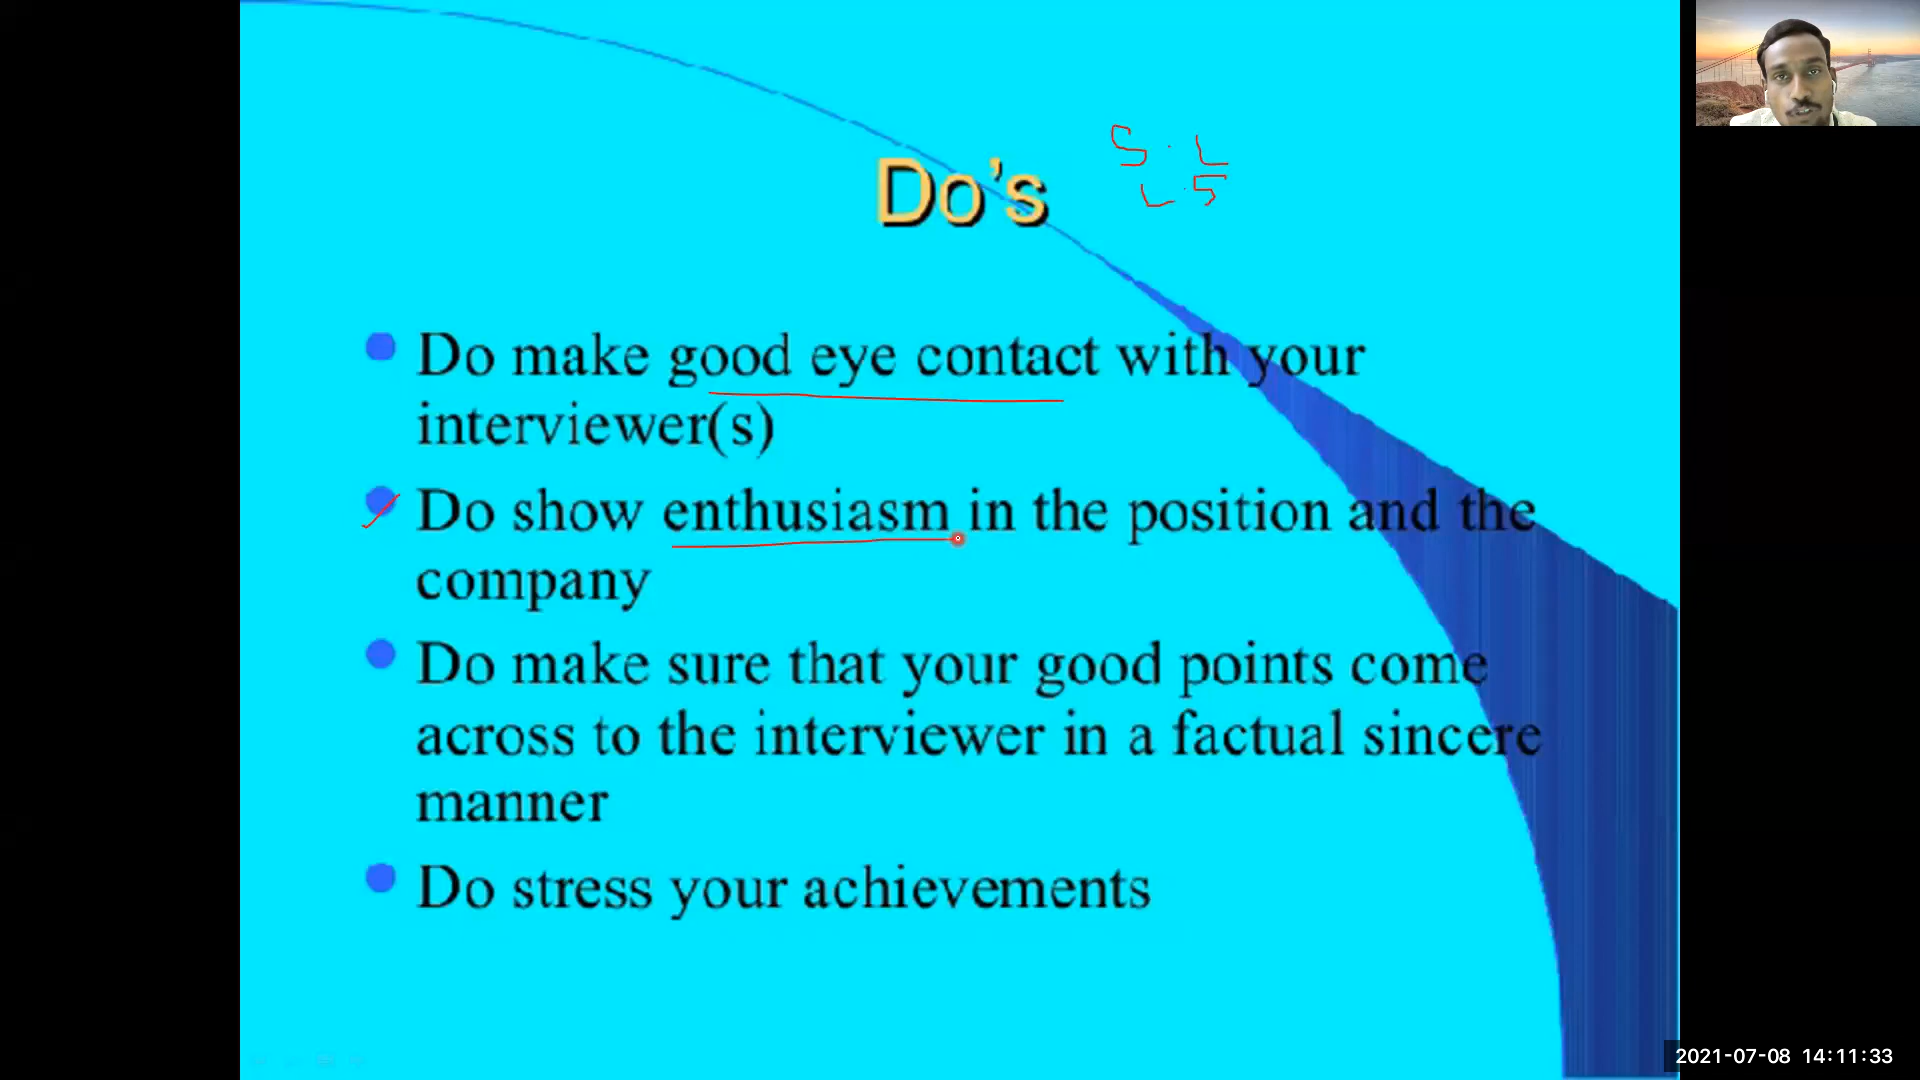 Do's
S . L
L . S
Do make good eye contact with your
interviewer(s)
Do show enthusiasm in the position and the
company
Do make sure that your good points come
across to the interviewer in a factual sincere
manner
Do stress your achievements
2021-07-08 14:11:33